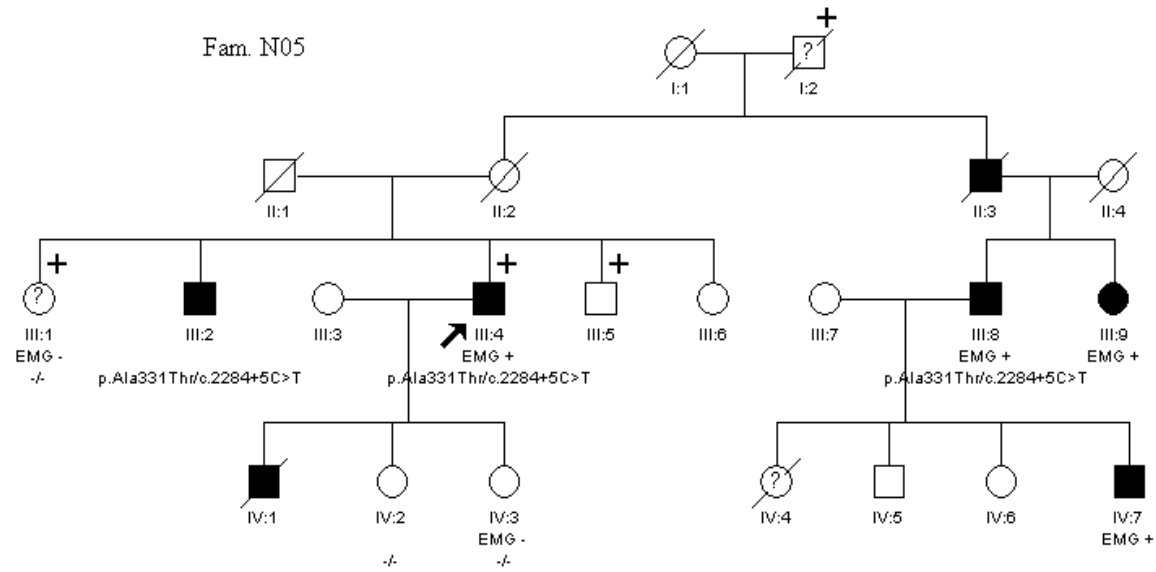 Fam. N05
+
?
I:1 I:2
II:1 II:2 II:3 II:4
+ + +
?
III:1 III:2 III:3 III:4 III:5 III:6 III:7 III:8 III:9
EMG - EMG + EMG + EMG +
-/- p.Ala331Thr/c.2284+5C>T p.Ala331Thr/c.2284+5C>T p.Ala331Thr/c.2284+5C>T
?
IV:1 IV:2 IV:3 IV:4 IV:5 IV:6 IV:7
EMG - EMG +
-/- -/-